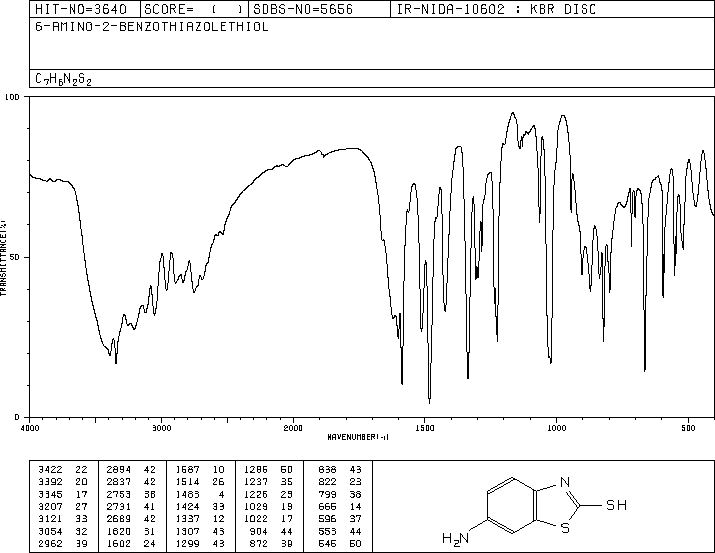 HIT-NO=3640 SCORE= ( ) SDBS-NO=5656 IR-NIDA-10602 : KBR DISC
6-AMINO-2-BENZOTHIAZOLETHIOL
C7H6N2S2
100
50
0
TRANSMITTANCE(%)
4000 3000 2000 1500 1000 500
WAVENUMBER(-1)
3422 22 2894 42 1587 10 1286 50 838 43
3392 20 2837 42 1514 26 1237 35 822 23
3345 17 2753 38 1483 4 1226 23 799 38
3207 27 2731 41 1424 33 1029 19 666 14
3121 33 2689 42 1337 12 1022 17 596 37
3054 32 1620 31 1307 43 904 44 553 44
2962 39 1602 24 1299 43 872 39 545 50
N
SH
S
H2N